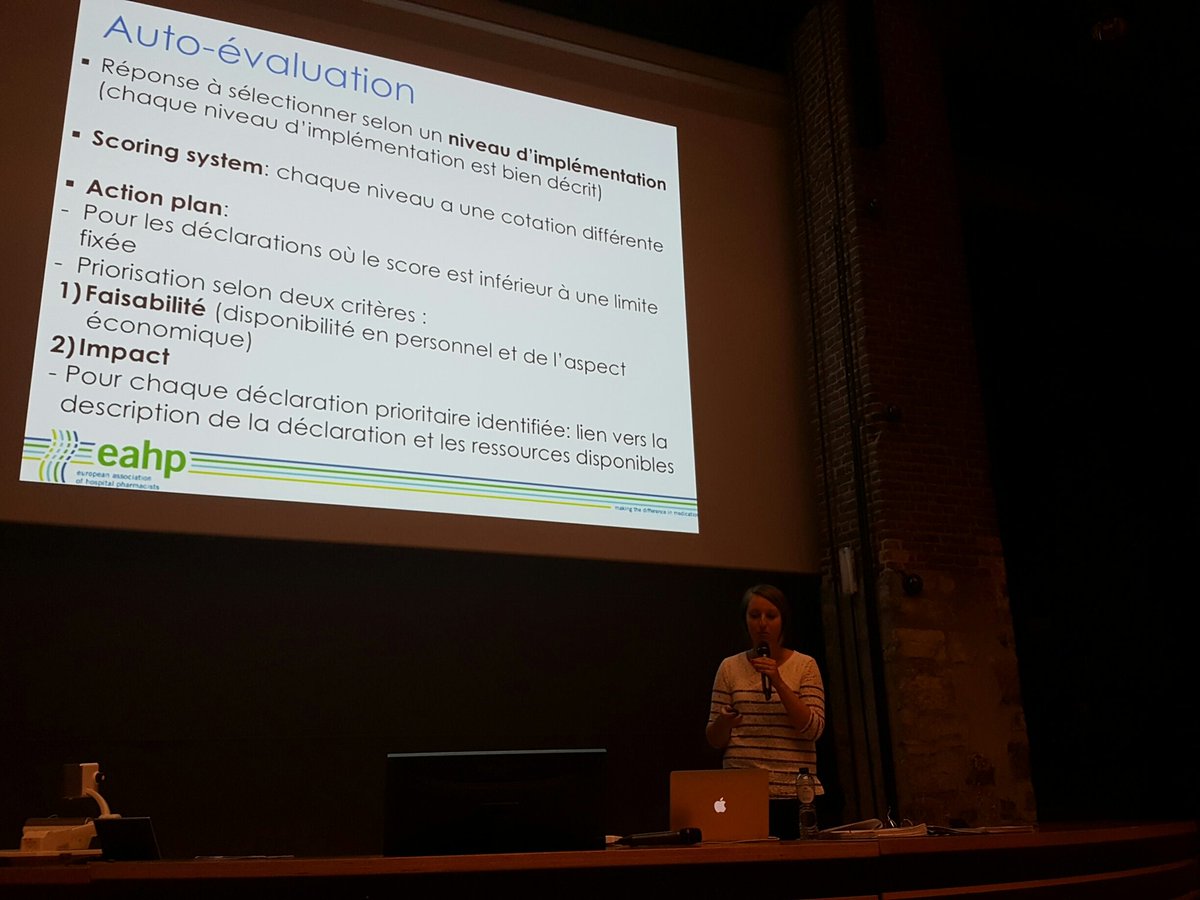 Auto-évaluation
▪ Réponse à sélectionner selon un niveau d'implémentation
(chaque niveau d'implémentation est bien décrit)
▪ Scoring system: chaque niveau a une cotation différente
▪ Action plan:
- Pour les déclarations où le score est inférieur à une limite
fixée
- Priorisation selon deux critères :
1) Faisabilité (disponibilité en personnel et de l'aspect
économique)
2) Impact
- Pour chaque déclaration prioritaire identifiée: lien vers la
description de la déclaration et les ressources disponibles
eahp
european association
of hospital pharmacists
making the difference in medication